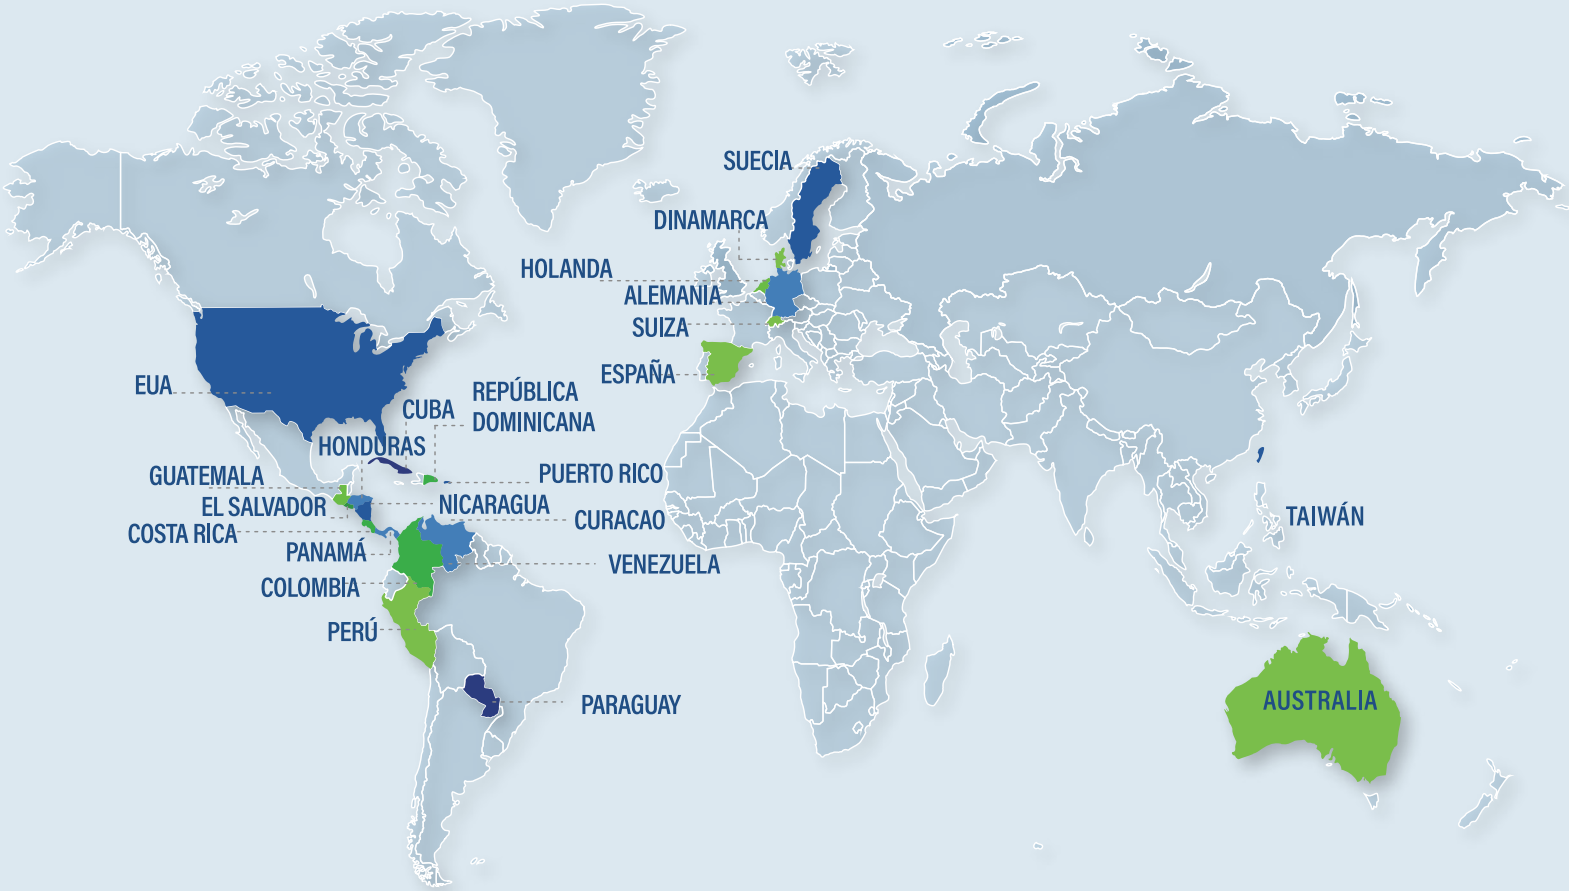 SUECIA
DINAMARCA
HOLANDA
ALEMANIA
SUIZA
ESPAÑA
EUA
CUBA
REPÚBLICA
DOMINICANA
HONDURAS
GUATEMALA
PUERTO RICO
EL SALVADOR
NICARAGUA
COSTA RICA
CURACAO
PANAMÁ
VENEZUELA
COLOMBIA
PERÚ
PARAGUAY
TAIWÁN
AUSTRALIA